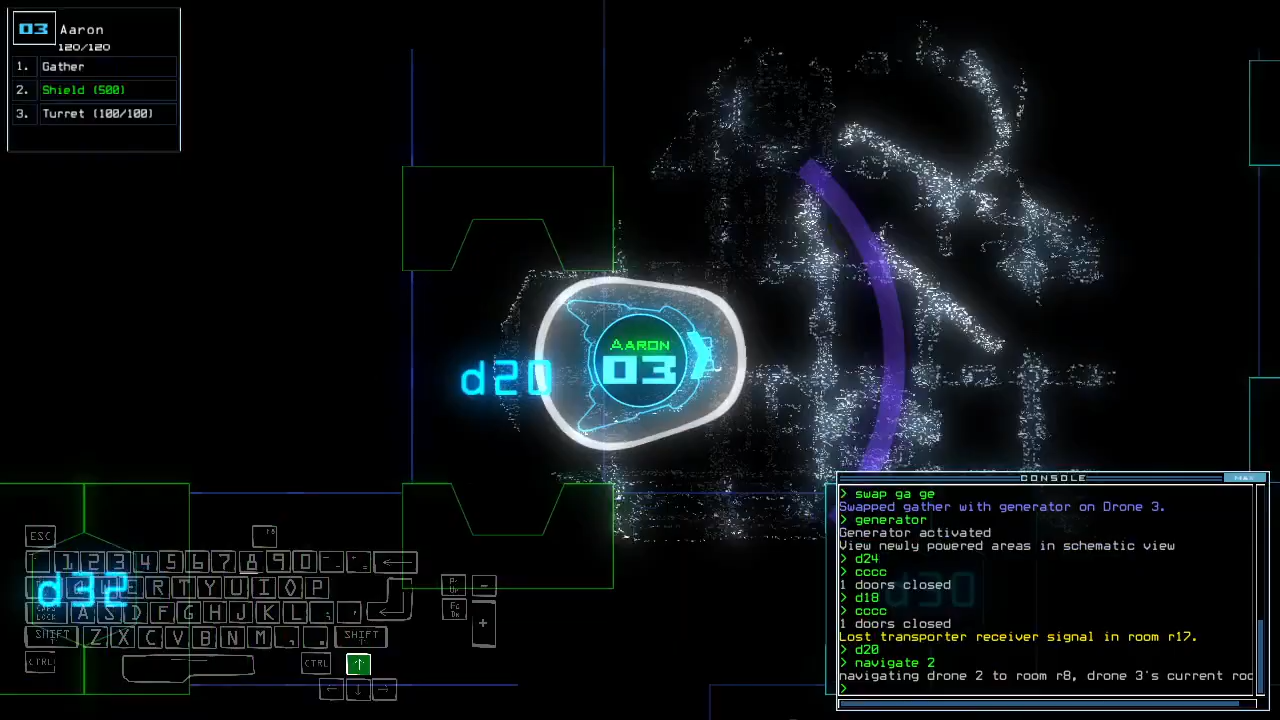 03 Aaron
120/120
1. Gather
2. Shield (500)
3. Turret (100/100)
AARON
03
d20
d32
d30
CONSOLE
MAX
> swap ga ge
Swapped gather with generator on Drone 3.
> generator
Generator activated
View newly powered areas in schematic view
> d24
> cccc
1 doors closed
> d18
> cccc
1 doors closed
Lost transporter receiver signal in room r17.
> d20
> navigate 2
navigating drone 2 to room r8, drone 3's current roo
>
ESC
1 2 3 4 5 6 7 8 9 0 - =
W E R T Y U I O P
A S D F G H J K L ; '
SHIFT Z X C V B N M , . SHIFT
CTRL CTRL
- +